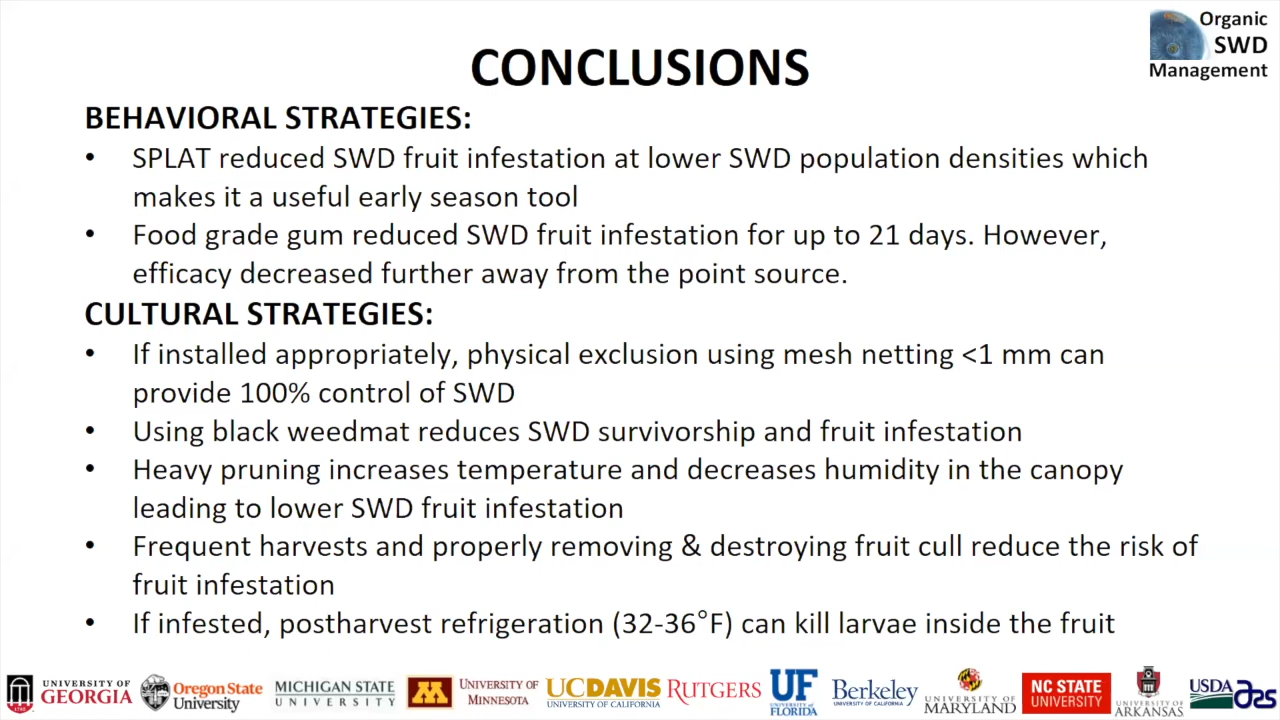 Organic
SWD
Management
CONCLUSIONS
BEHAVIORAL STRATEGIES:
• SPLAT reduced SWD fruit infestation at lower SWD population densities which
makes it a useful early season tool
• Food grade gum reduced SWD fruit infestation for up to 21 days. However,
efficacy decreased further away from the point source.
CULTURAL STRATEGIES:
• If installed appropriately, physical exclusion using mesh netting <1 mm can
provide 100% control of SWD
• Using black weedmat reduces SWD survivorship and fruit infestation
• Heavy pruning increases temperature and decreases humidity in the canopy
leading to lower SWD fruit infestation
• Frequent harvests and properly removing & destroying fruit cull reduce the risk of
fruit infestation
• If infested, postharvest refrigeration (32-36°F) can kill larvae inside the fruit
UNIVERSITY OF
GEORGIA
Oregon State
University
MICHIGAN STATE
UNIVERSITY
M
UNIVERSITY OF
MINNESOTA
UCDAVIS
UNIVERSITY OF CALIFORNIA
RUTGERS
UF
UNIVERSITY of
FLORIDA
Berkeley
UNIVERSITY OF CALIFORNIA
UNIVERSITY OF
MARYLAND
NC STATE
UNIVERSITY
UNIVERSITY OF
ARKANSAS
USDA